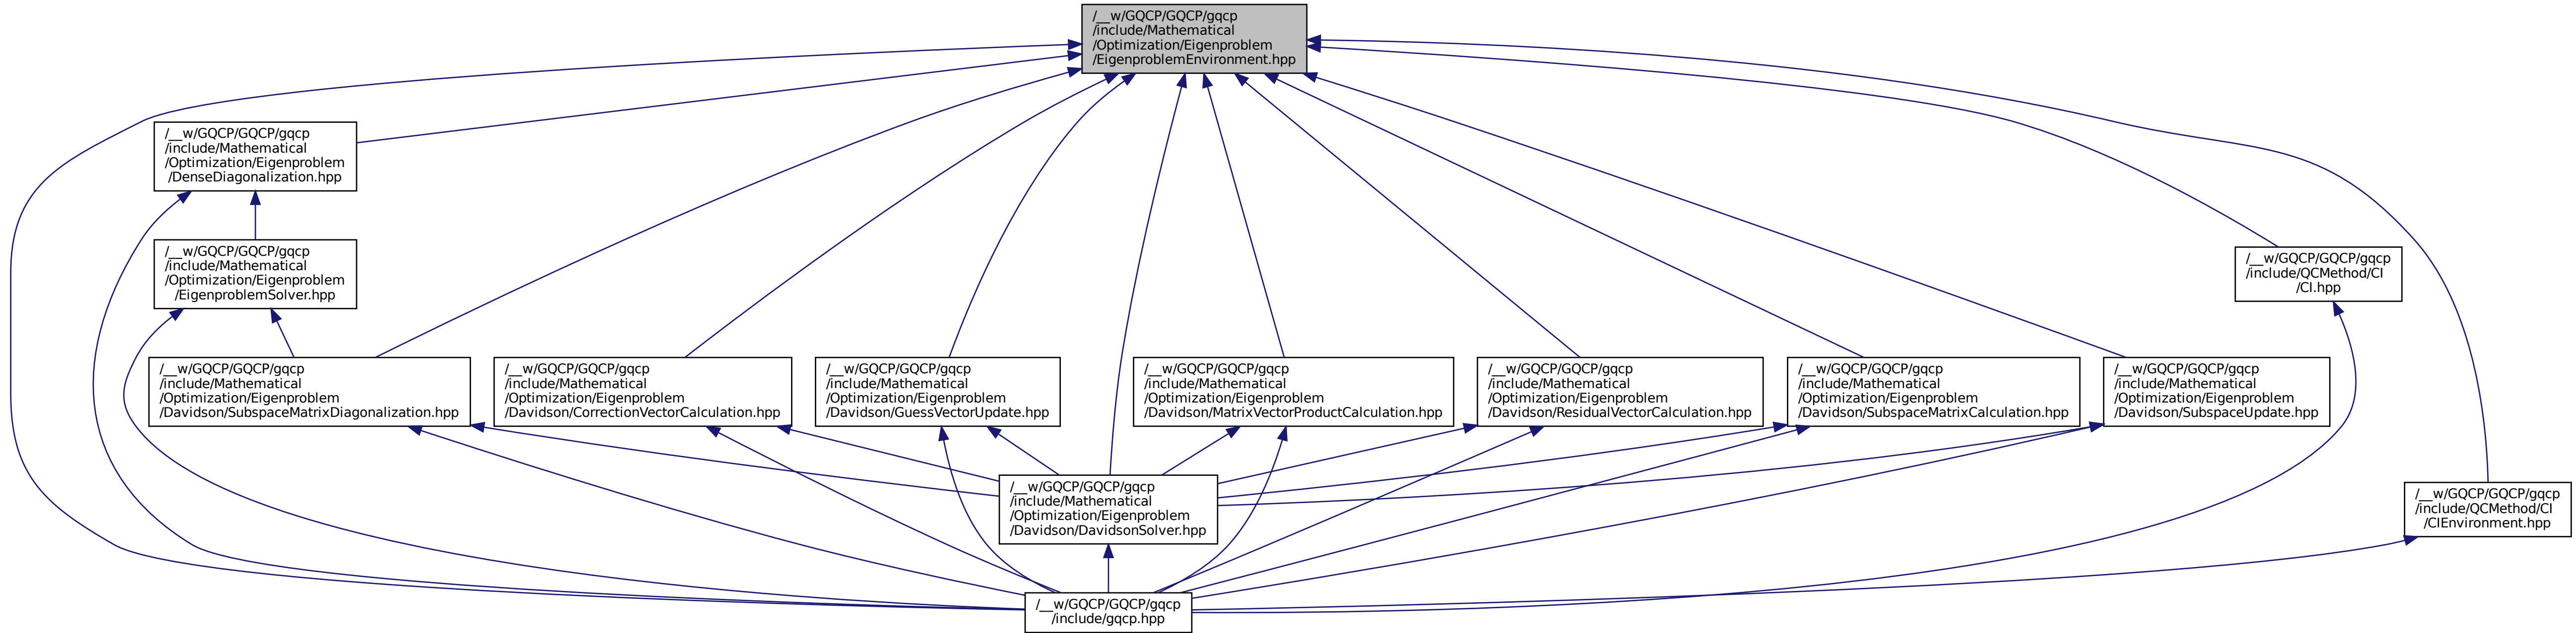 /__w/GQCP/GQCP/gqcp
/include/Mathematical
/Optimization/Eigenproblem
/EigenproblemEnvironment.hpp
/__w/GQCP/GQCP/gqcp
/include/Mathematical
/Optimization/Eigenproblem
/DenseDiagonalization.hpp
/__w/GQCP/GQCP/gqcp
/include/Mathematical
/Optimization/Eigenproblem
/EigenproblemSolver.hpp
/__w/GQCP/GQCP/gqcp
/include/QCMethod/CI
/CI.hpp
/__w/GQCP/GQCP/gqcp
/include/Mathematical
/Optimization/Eigenproblem
/Davidson/SubspaceMatrixDiagonalization.hpp
/__w/GQCP/GQCP/gqcp
/include/Mathematical
/Optimization/Eigenproblem
/Davidson/CorrectionVectorCalculation.hpp
/__w/GQCP/GQCP/gqcp
/include/Mathematical
/Optimization/Eigenproblem
/Davidson/GuessVectorUpdate.hpp
/__w/GQCP/GQCP/gqcp
/include/Mathematical
/Optimization/Eigenproblem
/Davidson/MatrixVectorProductCalculation.hpp
/__w/GQCP/GQCP/gqcp
/include/Mathematical
/Optimization/Eigenproblem
/Davidson/ResidualVectorCalculation.hpp
/__w/GQCP/GQCP/gqcp
/include/Mathematical
/Optimization/Eigenproblem
/Davidson/SubspaceMatrixCalculation.hpp
/__w/GQCP/GQCP/gqcp
/include/Mathematical
/Optimization/Eigenproblem
/Davidson/SubspaceUpdate.hpp
/__w/GQCP/GQCP/gqcp
/include/Mathematical
/Optimization/Eigenproblem
/Davidson/DavidsonSolver.hpp
/__w/GQCP/GQCP/gqcp
/include/QCMethod/CI
/CIEnvironment.hpp
/__w/GQCP/GQCP/gqcp
/include/gqcp.hpp